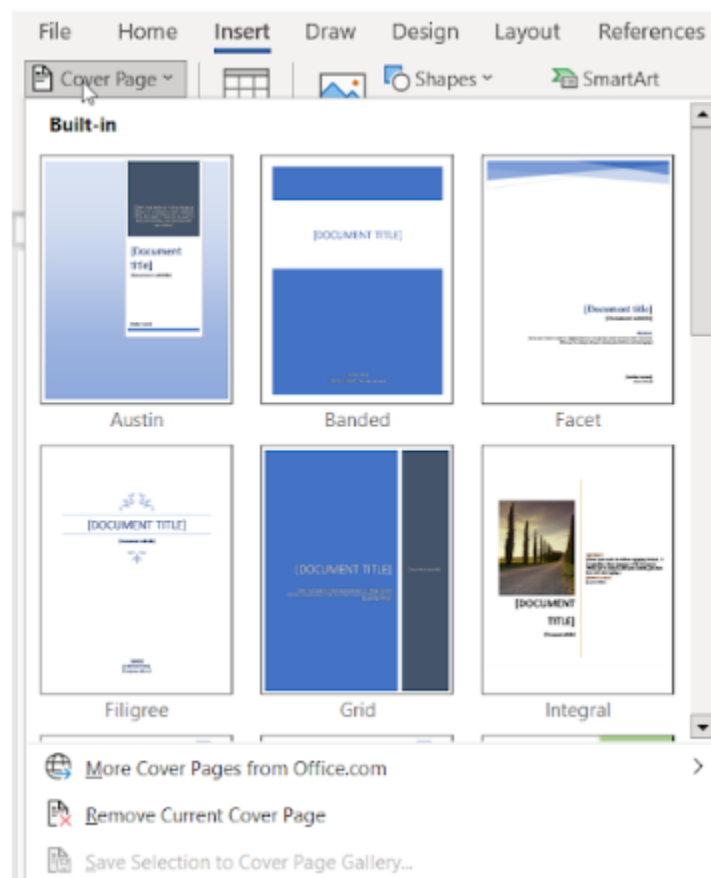 File Home Insert Draw Design Layout References
Cover Page Shapes SmartArt
Built-in
[Document
title]
[DOCUMENT TITLE]
[Document title]
Austin Banded Facet
[DOCUMENT TITLE]
[DOCUMENT TITLE]
[DOCUMENT
TITLE]
Filigree Grid Integral
More Cover Pages from Office.com
Remove Current Cover Page
Save Selection to Cover Page Gallery...